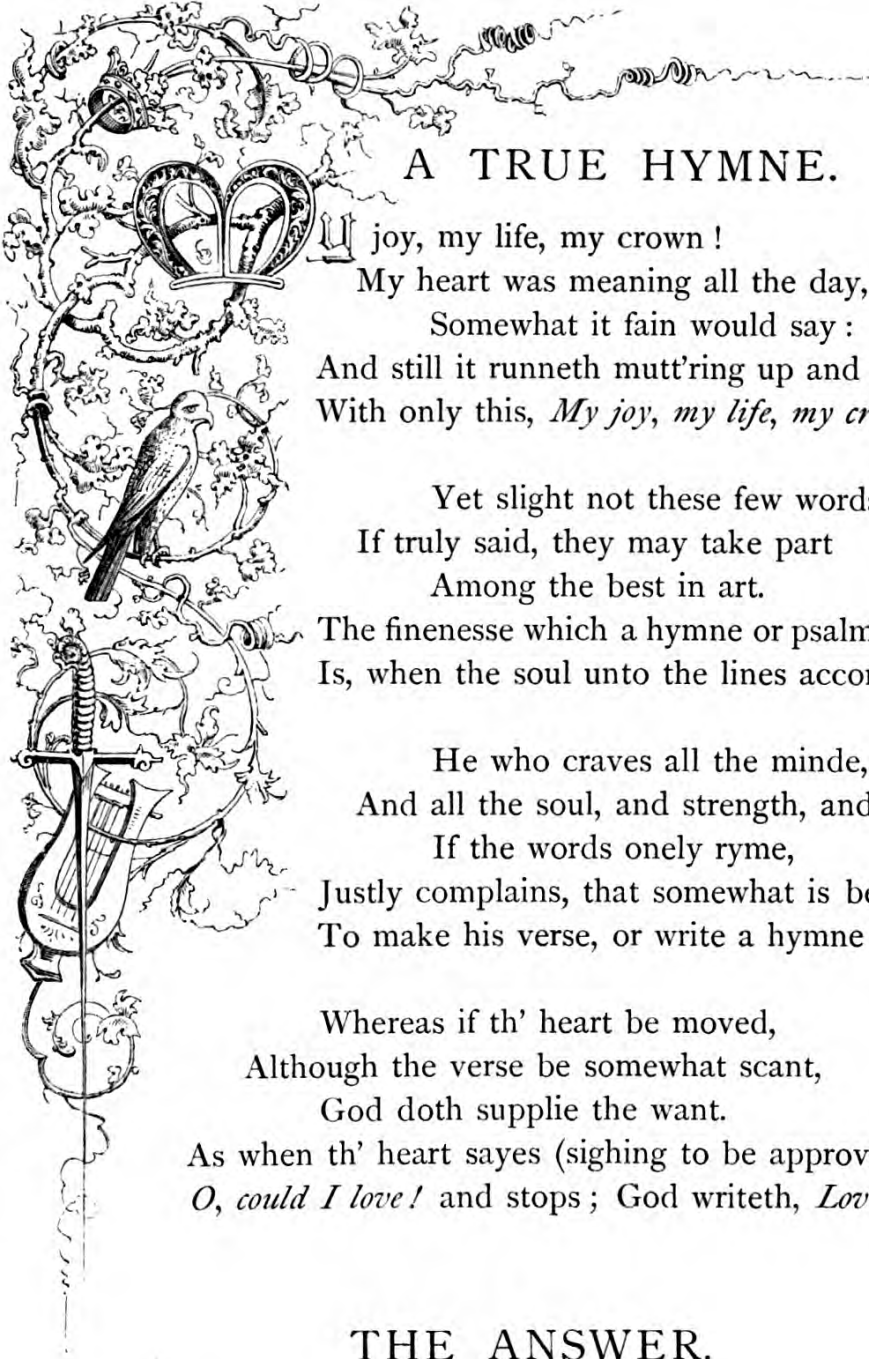 A TRUE HYMNE.
My joy, my life, my crown !
My heart was meaning all the day,
Somewhat it fain would say :
And still it runneth mutt'ring up and
With only this, My joy, my life, my cr
Yet slight not these few words
If truly said, they may take part
Among the best in art.
The finenesse which a hymne or psalm
Is, when the soul unto the lines accor
He who craves all the minde,
And all the soul, and strength, and
If the words onely ryme,
Justly complains, that somewhat is be
To make his verse, or write a hymne
Whereas if th' heart be moved,
Although the verse be somewhat scant,
God doth supplie the want.
As when th' heart sayes (sighing to be approv
O, could I love ! and stops ; God writeth, Lov
THE ANSWER.